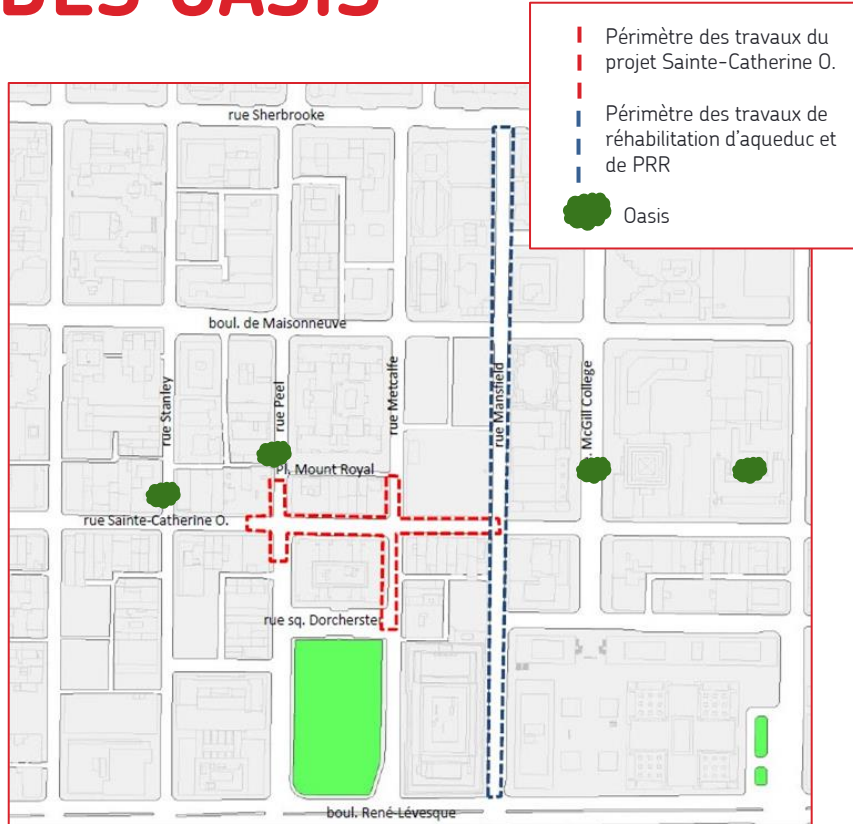 DES OASIS
Périmètre des travaux du
projet Sainte-Catherine O.
Périmètre des travaux de
réhabilitation d'aqueduc et
de PRR
Oasis
rue Sherbrooke
boul. de Maisonneuve
rue Stanley
rue Peel
rue Metcalfe
rue Mansfield
. McGill College
Pl. Mount Royal
rue Sainte-Catherine O.
rue sq. Dorcherste
boul. René-Lévesque